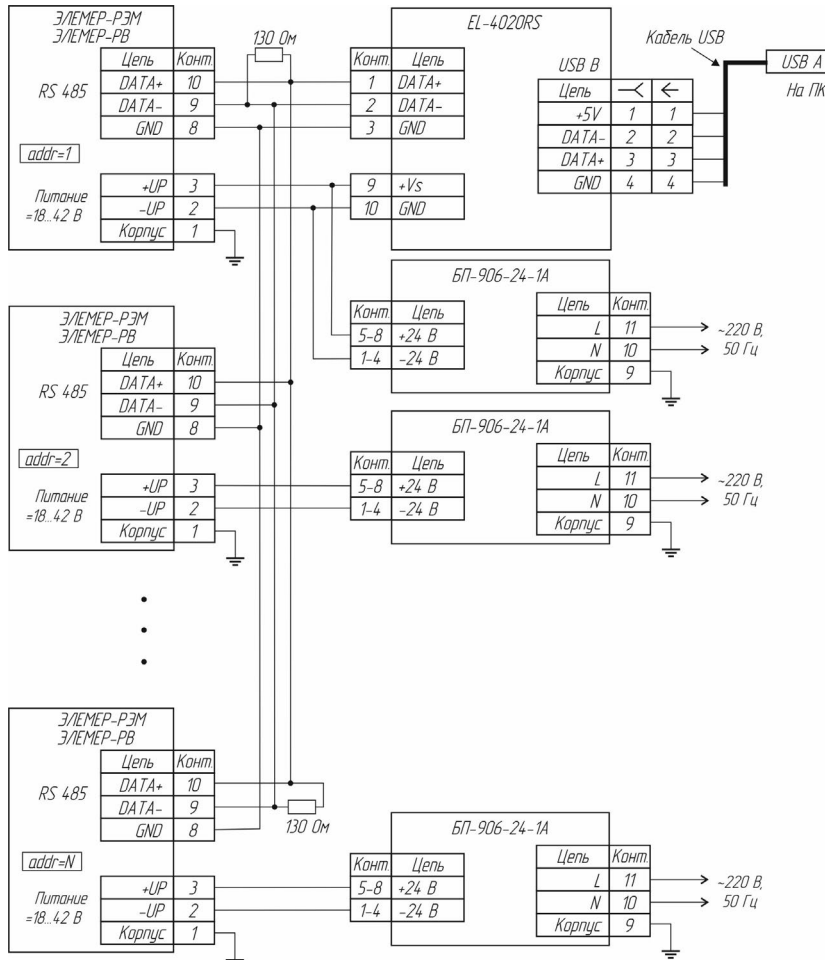 ЭЛЕМЕР-РЭМ
ЭЛЕМЕР-РВ
RS 485
Цепь Конт.
DATA+ 10
DATA- 9
GND 8
addr=1
Питание
=18...42 В
+UP 3
-UP 2
Корпус 1
130 Ом
EL-4020RS
Конт. Цепь
1 DATA+
2 DATA-
3 GND
9 +Vs
10 GND
USB B
Цепь
+5V 1 1
DATA- 2 2
DATA+ 3 3
GND 4 4
Кабель USB
USB A
На ПК
БП-906-24-1А
Конт. Цепь
5-8 +24 В
1-4 -24 В
Цепь Конт.
L 11
N 10
Корпус 9
~220 В,
50 Гц
ЭЛЕМЕР-РЭМ
ЭЛЕМЕР-РВ
RS 485
Цепь Конт.
DATA+ 10
DATA- 9
GND 8
addr=2
Питание
=18...42 В
+UP 3
-UP 2
Корпус 1
БП-906-24-1А
Конт. Цепь
5-8 +24 В
1-4 -24 В
Цепь Конт.
L 11
N 10
Корпус 9
~220 В,
50 Гц
ЭЛЕМЕР-РЭМ
ЭЛЕМЕР-РВ
RS 485
Цепь Конт.
DATA+ 10
DATA- 9
GND 8
addr=N
Питание
=18...42 В
+UP 3
-UP 2
Корпус 1
130 Ом
БП-906-24-1А
Конт. Цепь
5-8 +24 В
1-4 -24 В
Цепь Конт.
L 11
N 10
Корпус 9
~220 В,
50 Гц